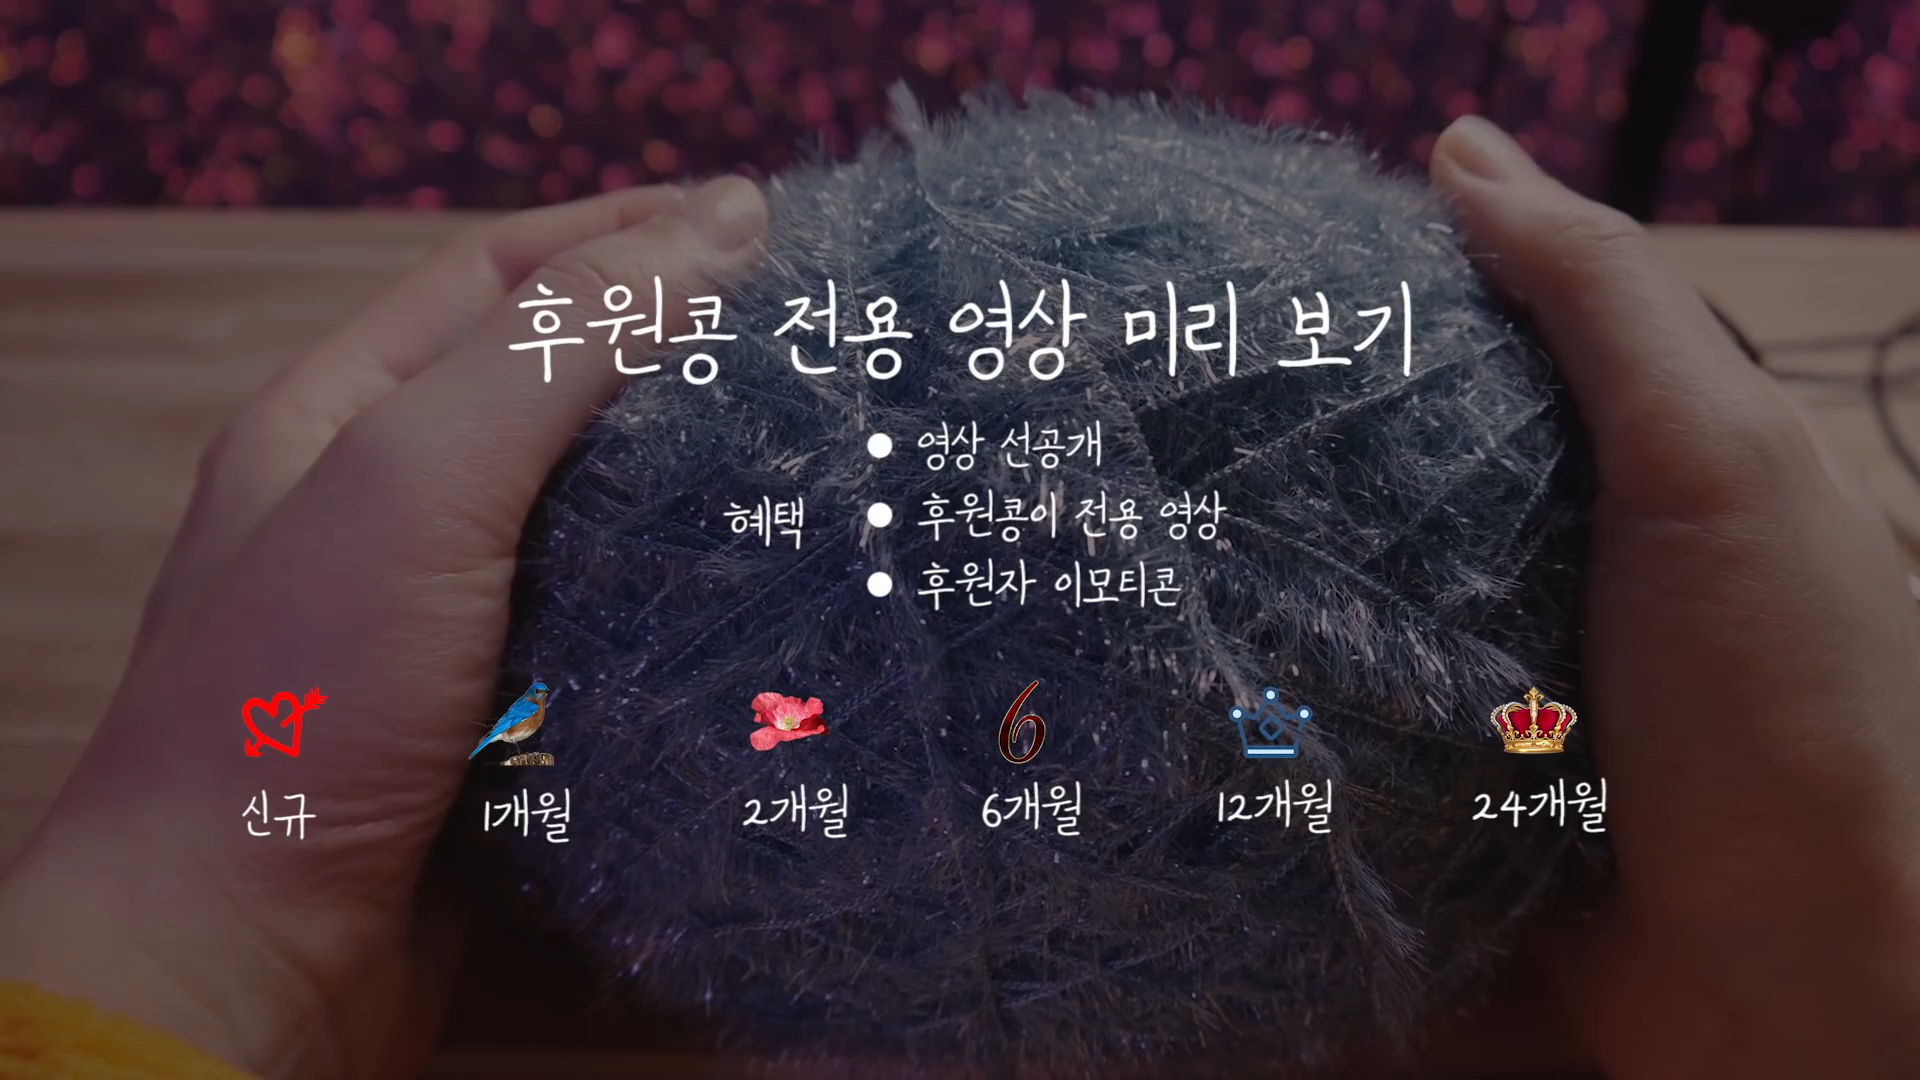 후원콩 전용 영상 미리 보기
● 영상 선공개
혜택 ● 후원콩이 전용 영상
● 후원자 이모티콘
6
신규 1개월 2개월 6개월 12개월 24개월